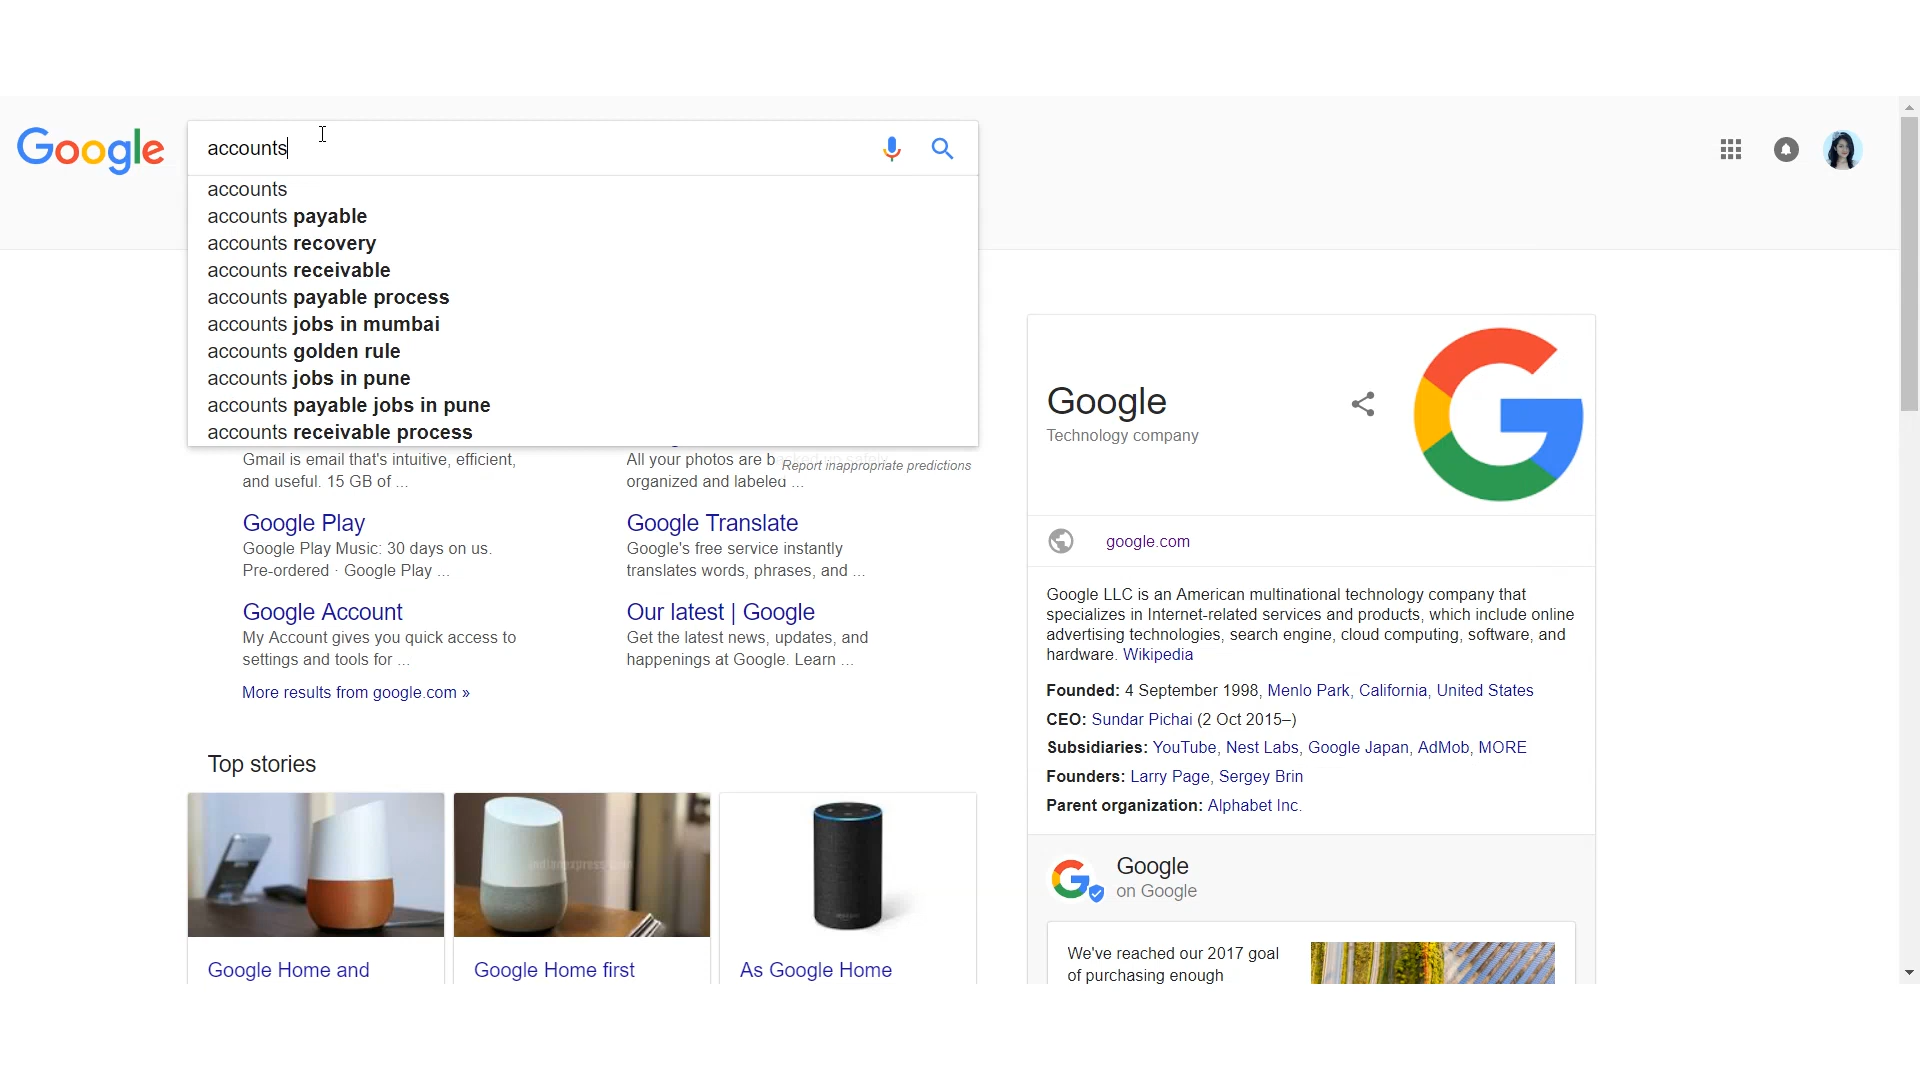 Google
accounts
accounts
accounts payable
accounts recovery
accounts receivable
accounts payable process
accounts jobs in mumbai
accounts golden rule
accounts jobs in pune
accounts payable jobs in pune
accounts receivable process
Report inappropriate predictions
Gmail is email that's intuitive, efficient,
and useful. 15 GB of ...
All your photos are b
organized and labeled ...
Google Play
Google Play Music: 30 days on us.
Pre-ordered · Google Play ...
Google Translate
Google's free service instantly
translates words, phrases, and ...
Google Account
My Account gives you quick access to
settings and tools for ...
Our latest | Google
Get the latest news, updates, and
happenings at Google. Learn ...
More results from google.com »
Top stories
Google Home and
Google Home first
As Google Home
Google
Technology company
google.com
Google LLC is an American multinational technology company that
specializes in Internet-related services and products, which include online
advertising technologies, search engine, cloud computing, software, and
hardware. Wikipedia
Founded: 4 September 1998, Menlo Park, California, United States
CEO: Sundar Pichai (2 Oct 2015–)
Subsidiaries: YouTube, Nest Labs, Google Japan, AdMob, MORE
Founders: Larry Page, Sergey Brin
Parent organization: Alphabet Inc.
Google
on Google
We've reached our 2017 goal
of purchasing enough